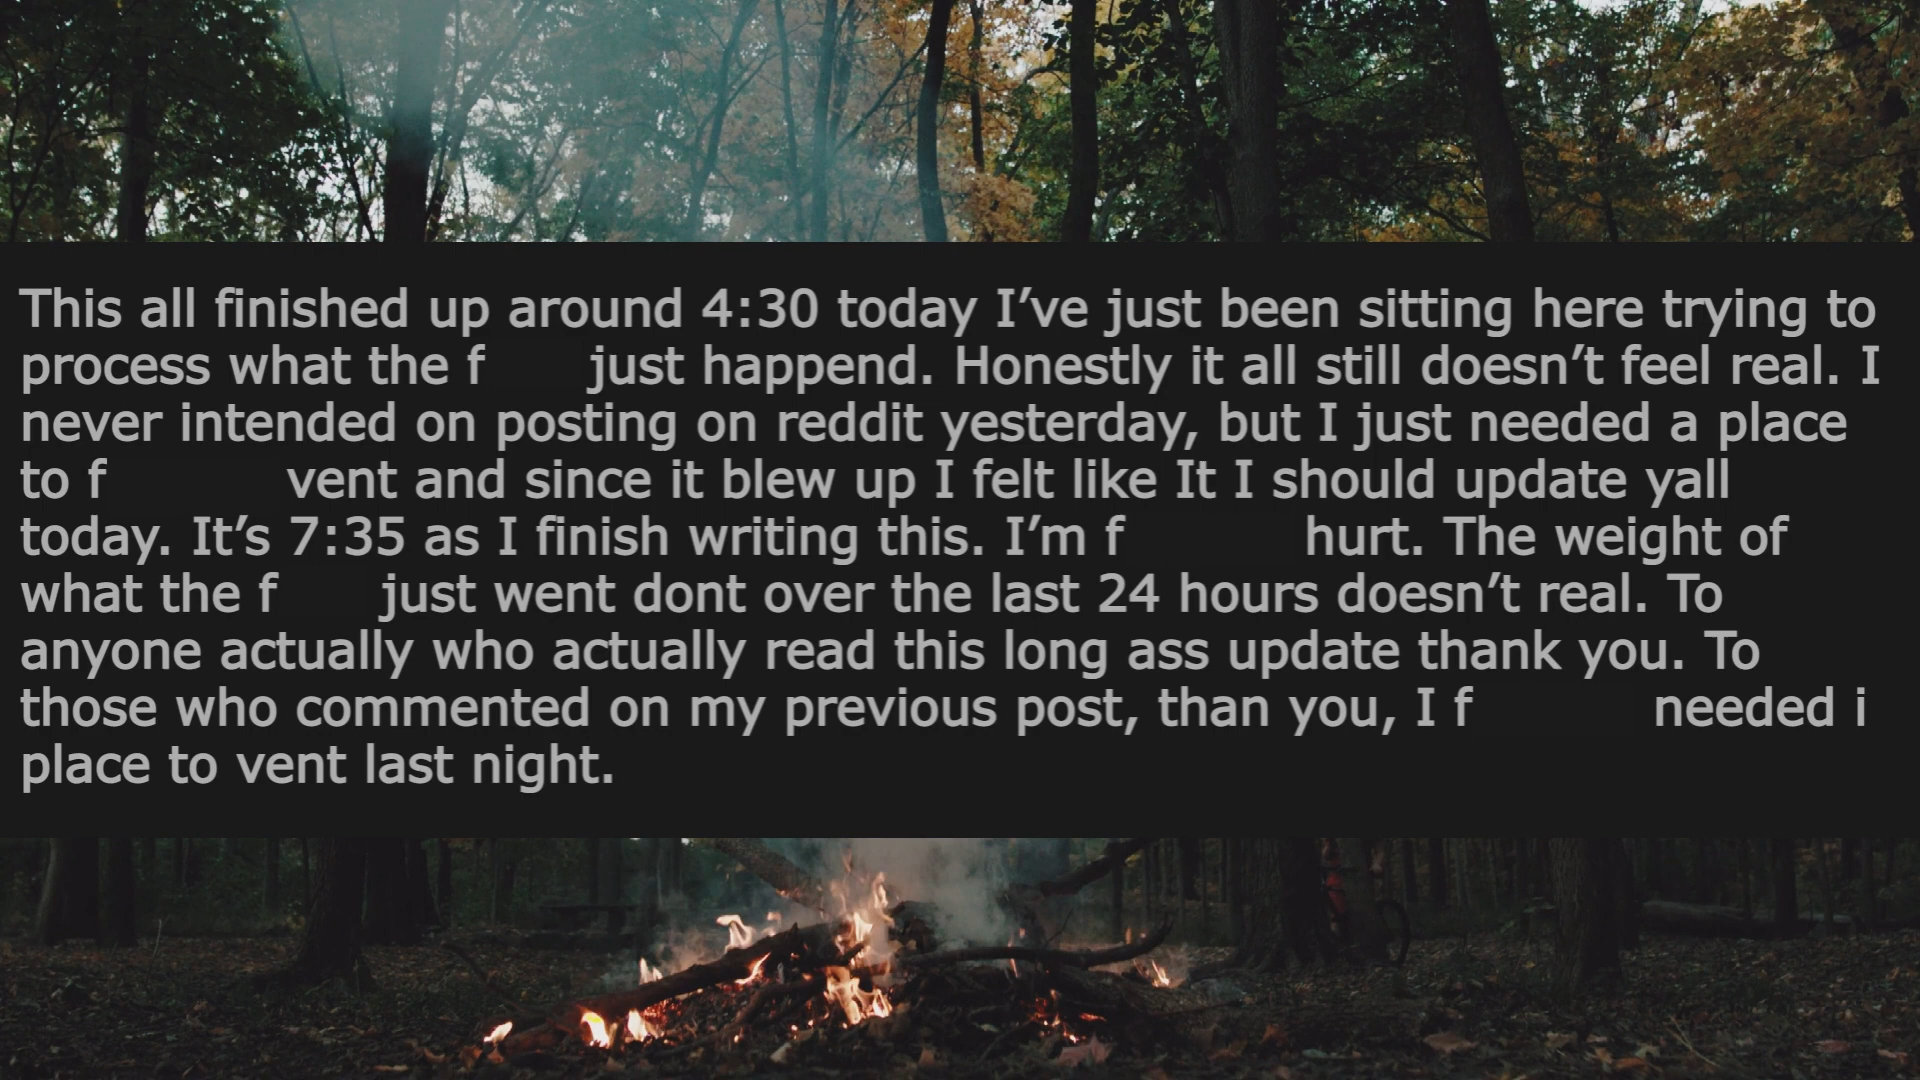 This all finished up around 4:30 today I’ve just been sitting here trying to
process what the f just happend. Honestly it all still doesn’t feel real. I
never intended on posting on reddit yesterday, but I just needed a place
to f vent and since it blew up I felt like It I should update yall
today. It’s 7:35 as I finish writing this. I’m f hurt. The weight of
what the f just went dont over the last 24 hours doesn’t real. To
anyone actually who actually read this long ass update thank you. To
those who commented on my previous post, than you, I f needed i
place to vent last night.